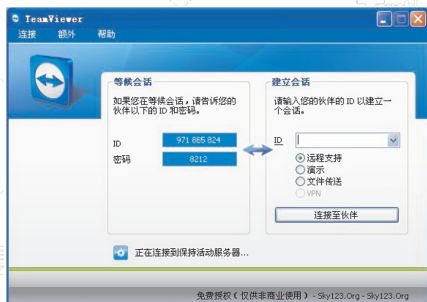 TeamViewer
连接 额外 帮助
等候会话
如果您在等候会话，请告诉您的
伙伴以下的 ID 和密码。
ID 971 885 824
密码 8212
建立会话
请输入您的伙伴的 ID 以建立一
个会话。
ID
远程支持
演示
文件传送
VPN
连接至伙伴
正在连接到保持活动服务器...
免费授权(仅供非商业使用) - Sky123.Org - Sky123.Org